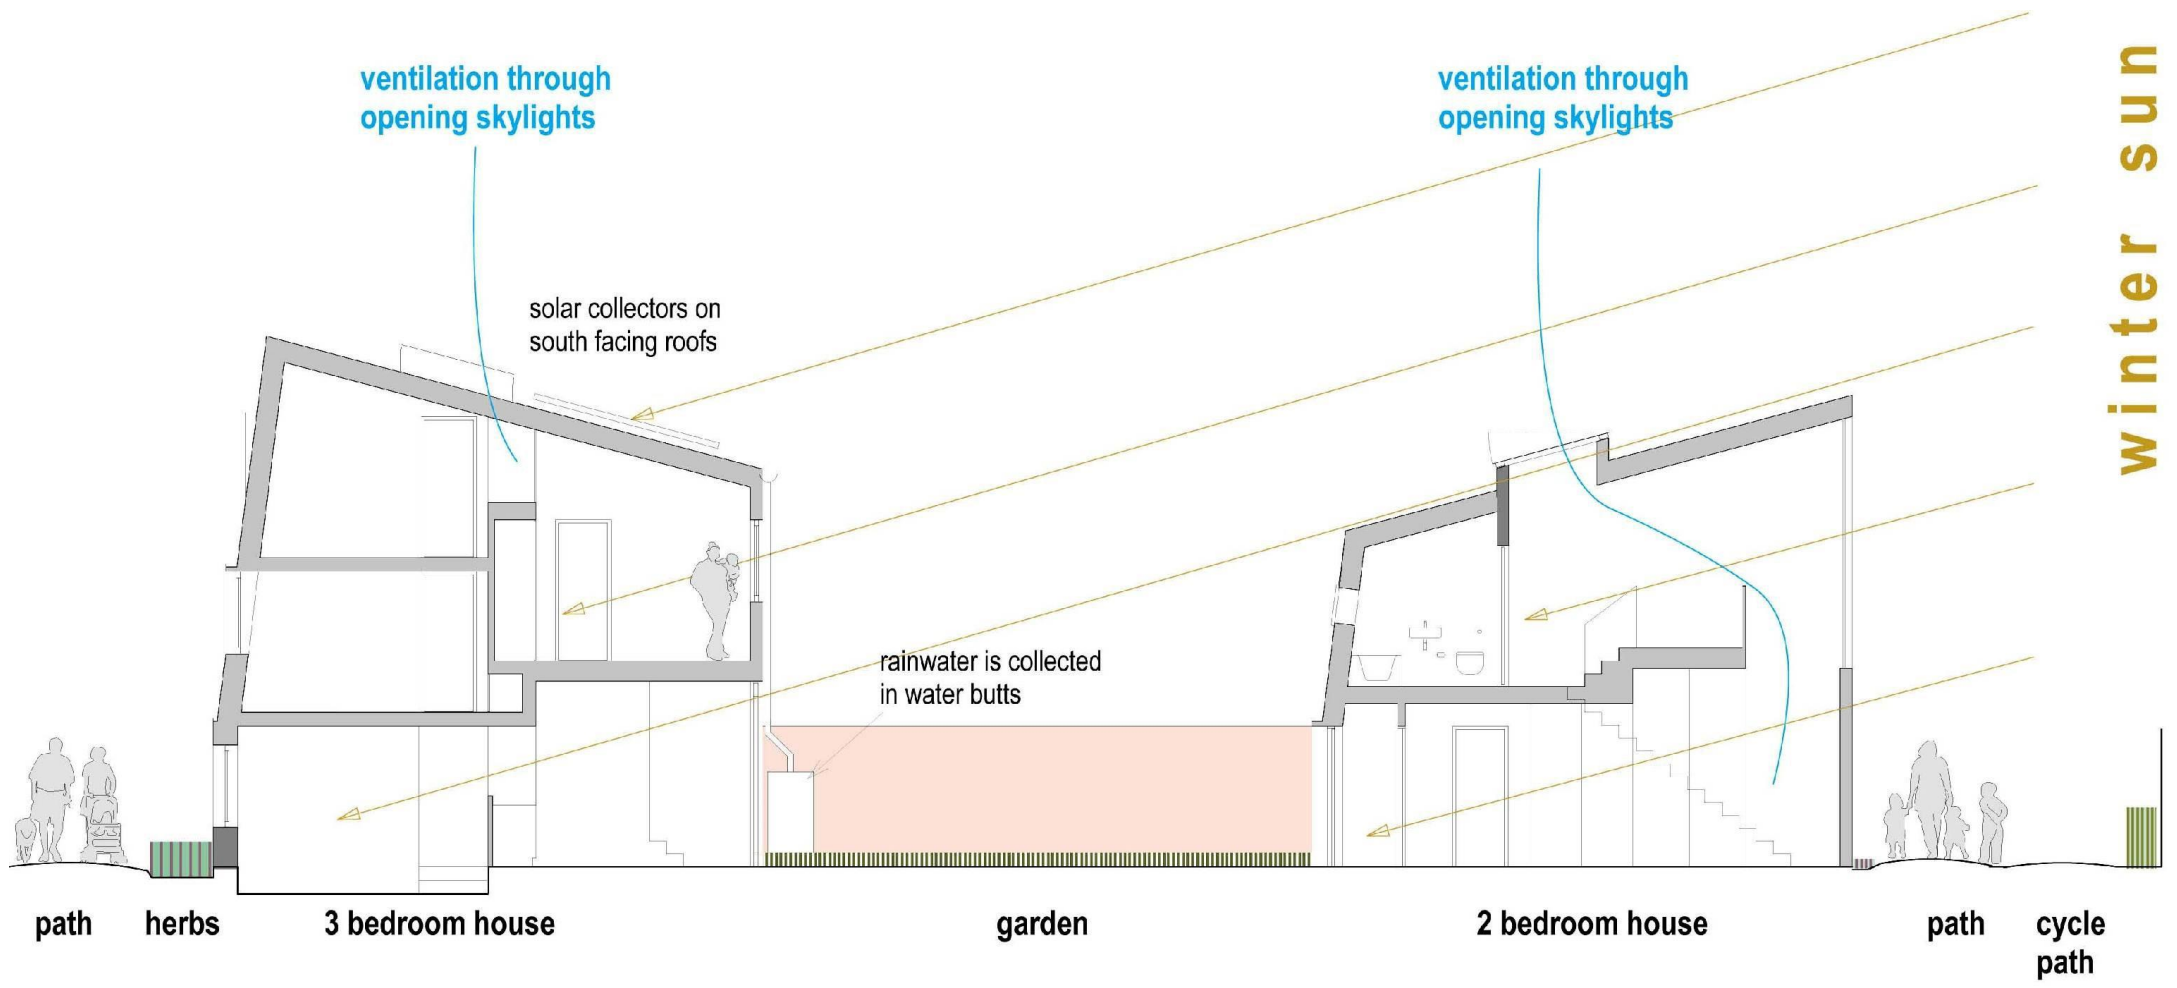 ventilation through
opening skylights
ventilation through
opening skylights
winter sun
solar collectors on
south facing roofs
rainwater is collected
in water butts
path
herbs
3 bedroom house
garden
2 bedroom house
path
cycle
path